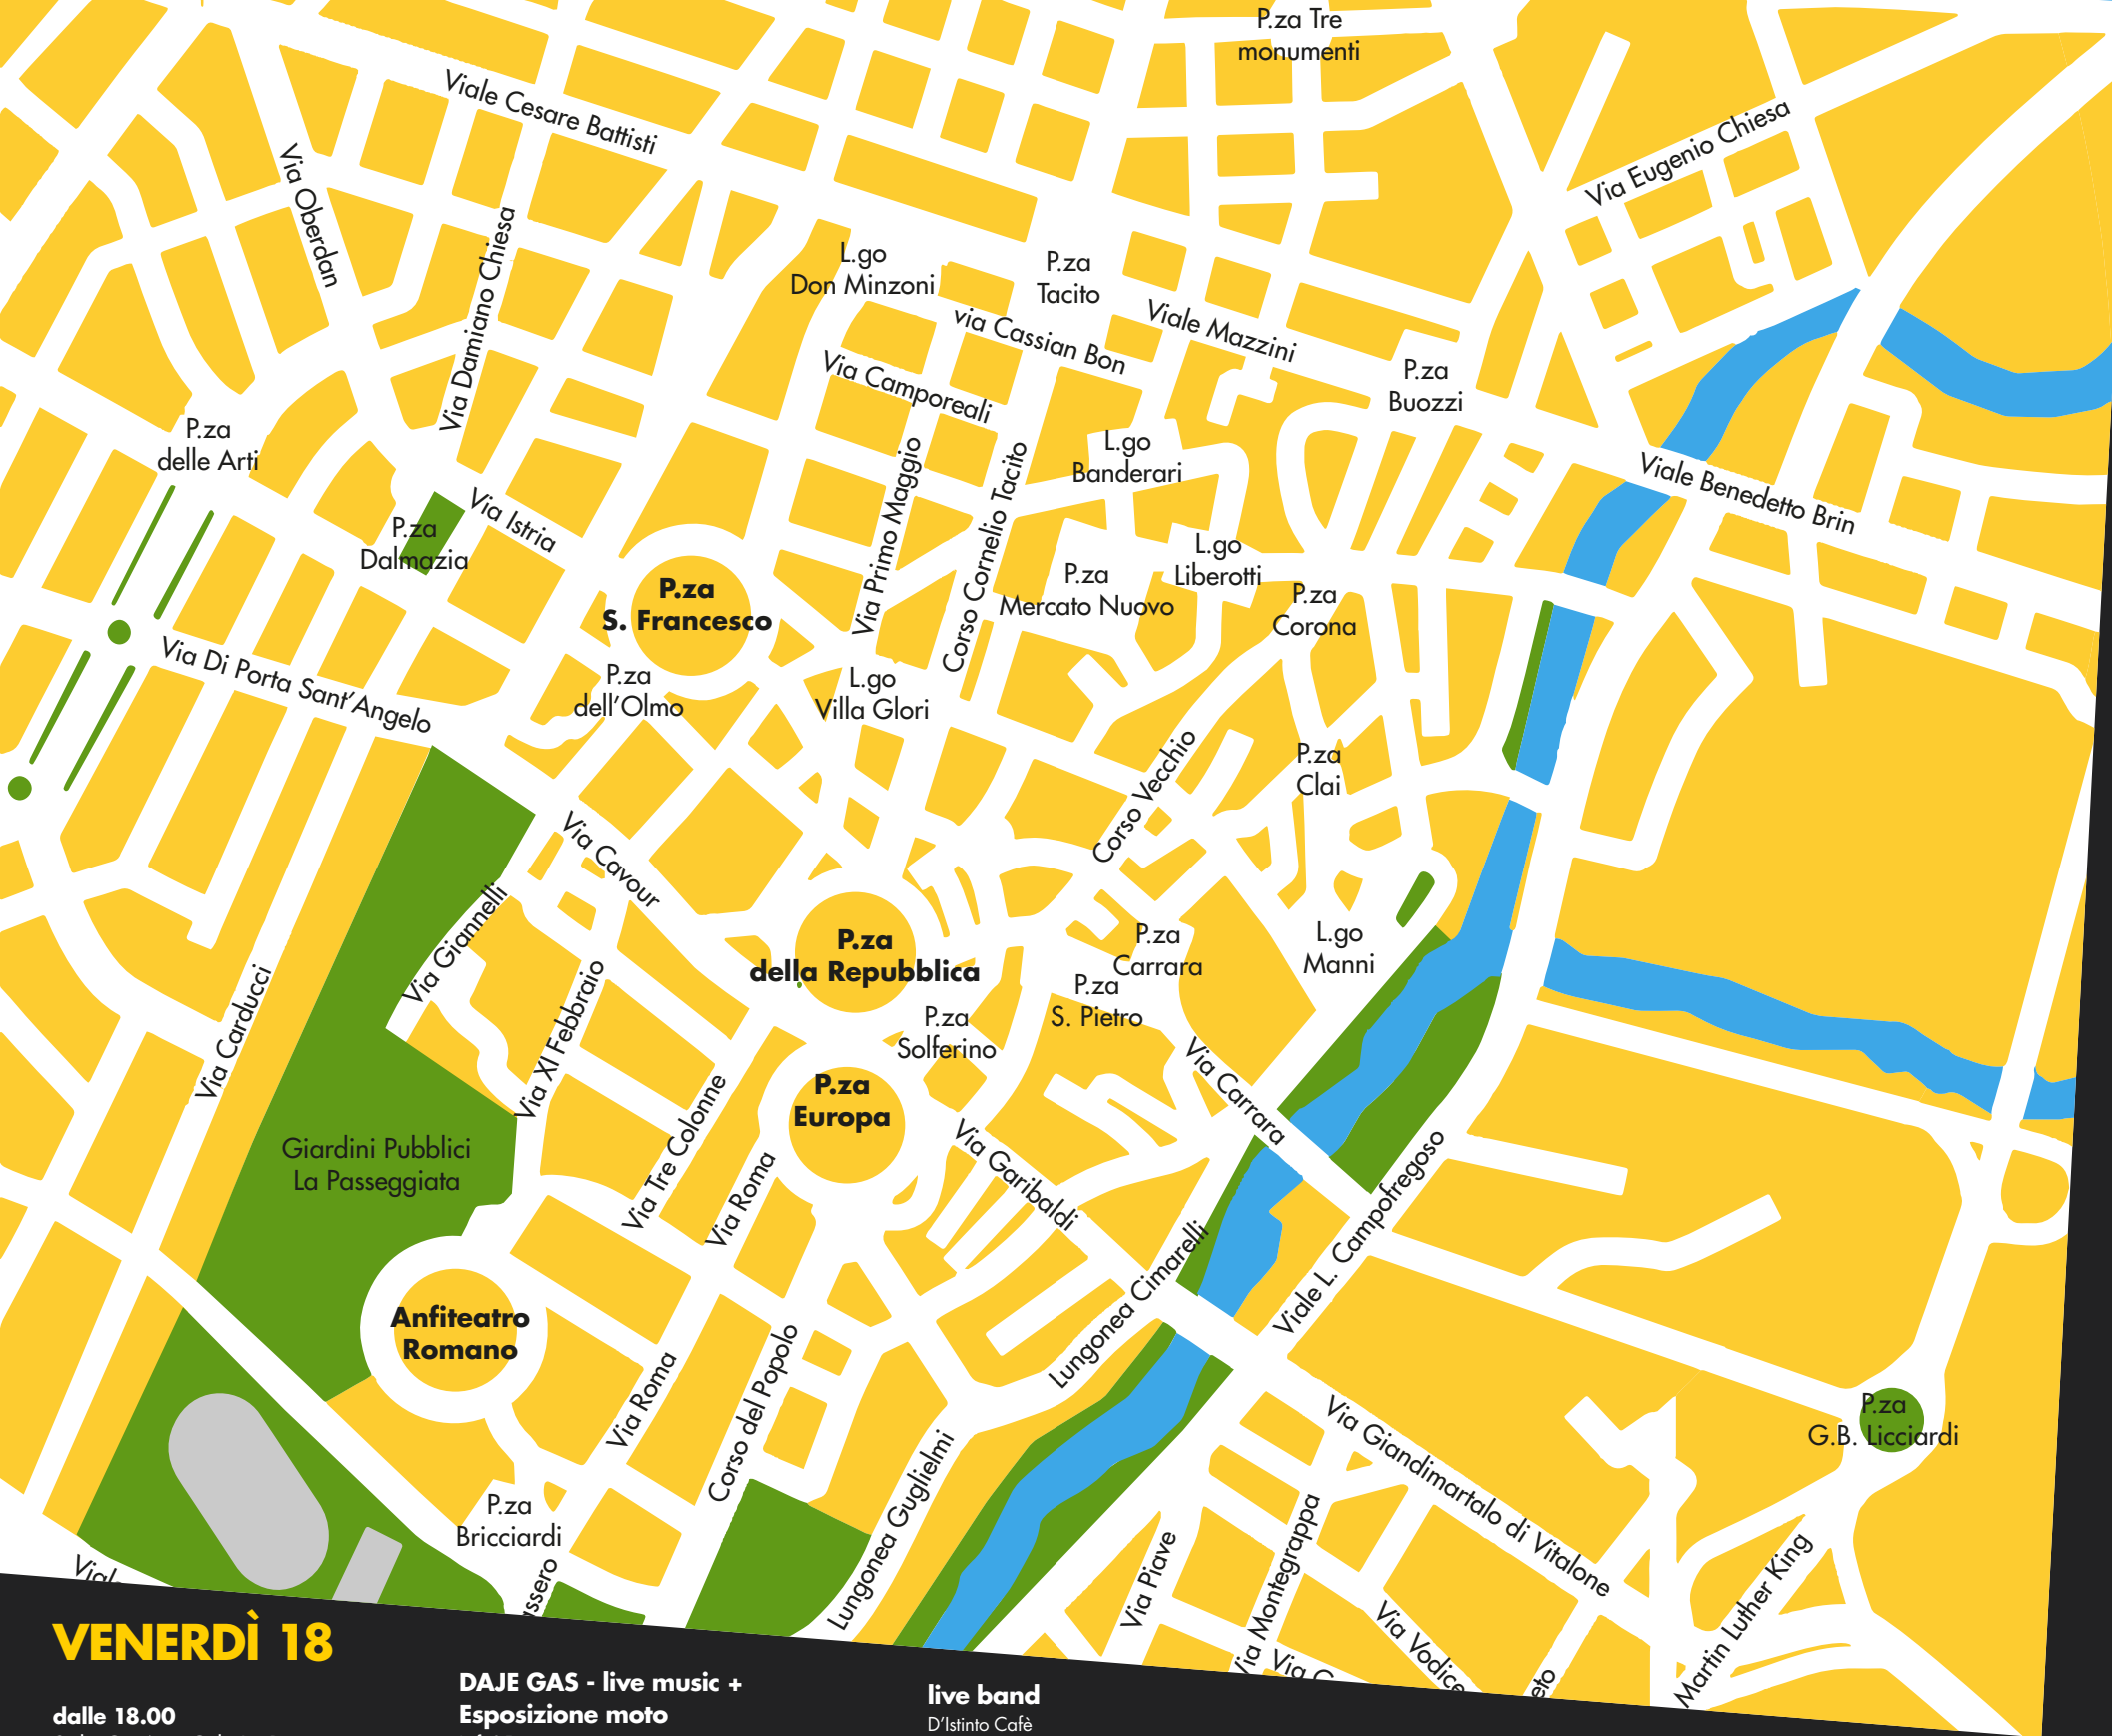 P.za Tre
monumenti
Viale Cesare Battisti
Via Eugenio Chiesa
Via Oberdan
Via Damiano Chiesa
L.go
Don Minzoni
P.za
Tacito
via Cassian Bon
Viale Mazzini
Via Camporeali
P.za
Buozzi
P.za
delle Arti
L.go
Banderari
Viale Benedetto Brin
Via Istria
P.za
Dalmazia
Via Primo Maggio
Corso Cornelio Tacito
L.go
Liberotti
P.za
Mercato Nuovo
P.za
S. Francesco
P.za
Corona
Via Di Porta Sant'Angelo
P.za
dell'Olmo
L.go
Villa Glori
P.za
Clai
Corso Vecchio
Via Cavour
Via Giannelli
P.za
della Repubblica
P.za
Carrara
L.go
Manni
P.za
S. Pietro
Via Carducci
Via XI Febbraio
P.za
Solferino
Via Carrara
P.za
Europa
Via Tre Colonne
Giardini Pubblici
La Passeggiata
Via Roma
Via Garibaldi
Viale L. Campofregoso
Lungonea Cimarelli
Anfiteatro
Romano
Via Roma
Corso del Popolo
P.za
G.B. Licciardi
Via Giandimartalo di Vitalone
Lungonea Guglielmi
P.za
Bricciardi
Via Piave
Via Montegrappa
Martin Luther King
Via Vodice
VENERDÌ 18
dalle 18.00
DAJE GAS - live music +
Esposizione moto
live band
D'Istinto Cafè